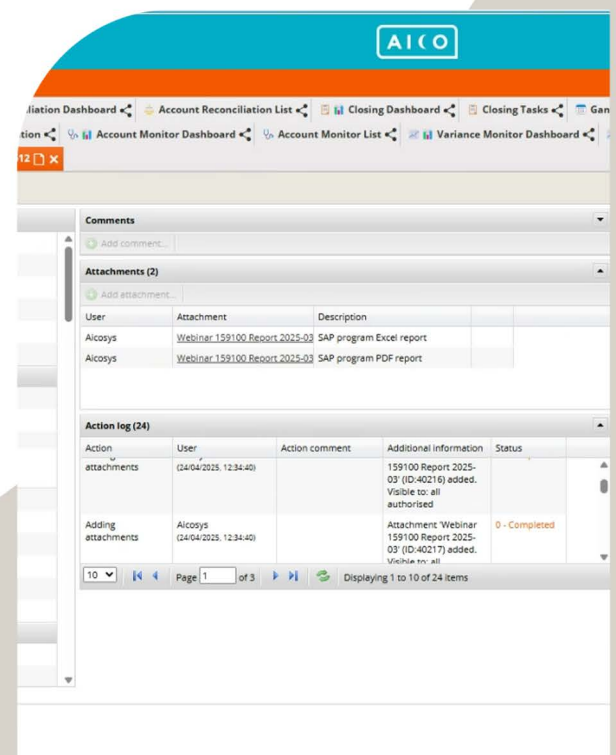 AICO
iliation Dashboard Account Reconciliation List Closing Dashboard Closing Tasks Gan
tion Account Monitor Dashboard Account Monitor List Variance Monitor Dashboard
12
Comments
Add comment...
Attachments (2)
Add attachment...
User Attachment Description
Aicosys Webinar 159100 Report 2025-03 SAP program Excel report
Aicosys Webinar 159100 Report 2025-03 SAP program PDF report
Action log (24)
Action User Action comment Additional information Status
attachments (24/04/2025, 12:34:40) 159100 Report 2025-
03' (ID:40216) added.
Visible to: all
authorised
Adding Aicosys Attachment 'Webinar 0 - Completed
attachments (24/04/2025, 12:34:40) 159100 Report 2025-
03' (ID:40217) added.
Visible to: all
10 Page 1 of 3 Displaying 1 to 10 of 24 items